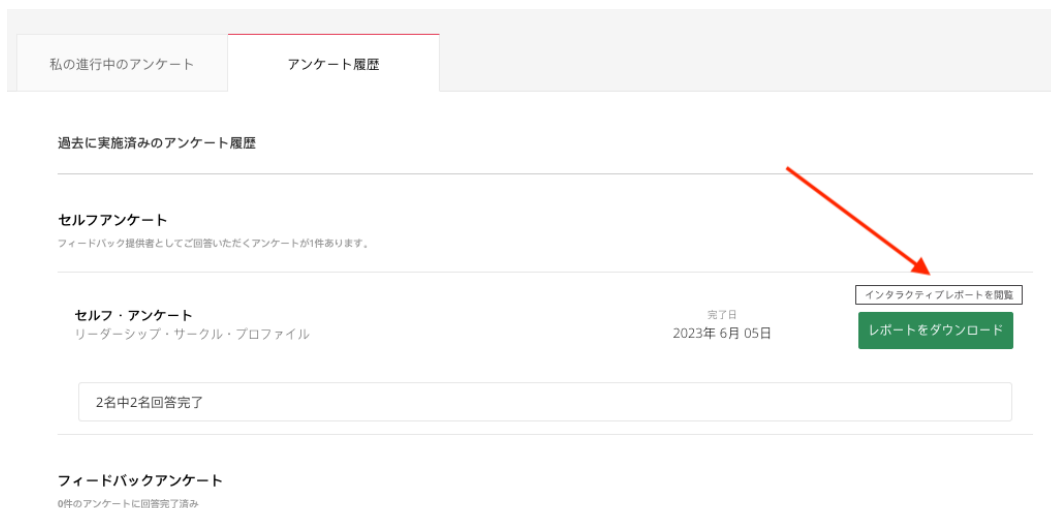 私の進行中のアンケート
アンケート履歴
過去に実施済みのアンケート履歴
セルフアンケート
フィードバック提供者としてご回答いただくアンケートが1件あります。
インタラクティブレポートを閲覧
セルフ・アンケート
完了日
リーダーシップ・サークル・プロファイル
2023年 6月 05日
レポートをダウンロード
2名中2名回答完了
フィードバックアンケート
0件のアンケートに回答完了済み